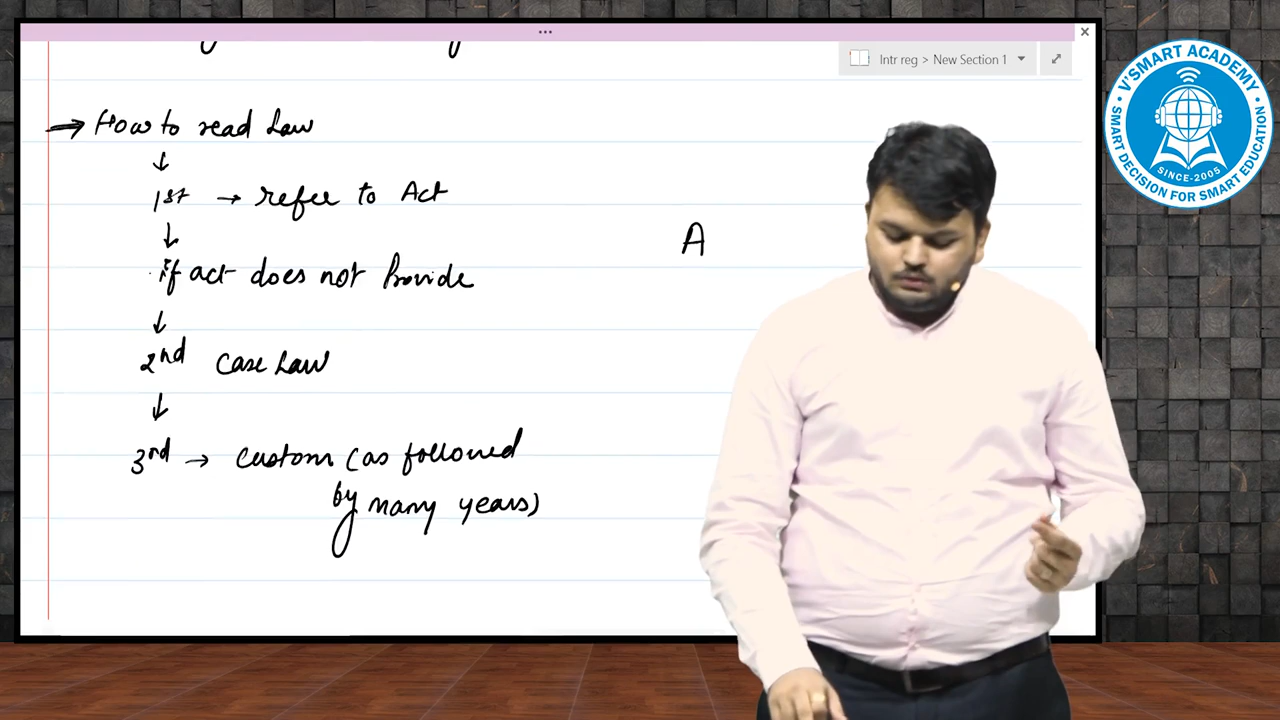 Intr reg > New Section 1
→ How to read Law
↓
1st → refer to Act
↓
if act does not Provide
↓
2nd Case Law
↓
3rd → Custom (as followed
by many years)
A
V'SMART ACADEMY
SINCE-2005
SMART DECISION FOR SMART EDUCATION